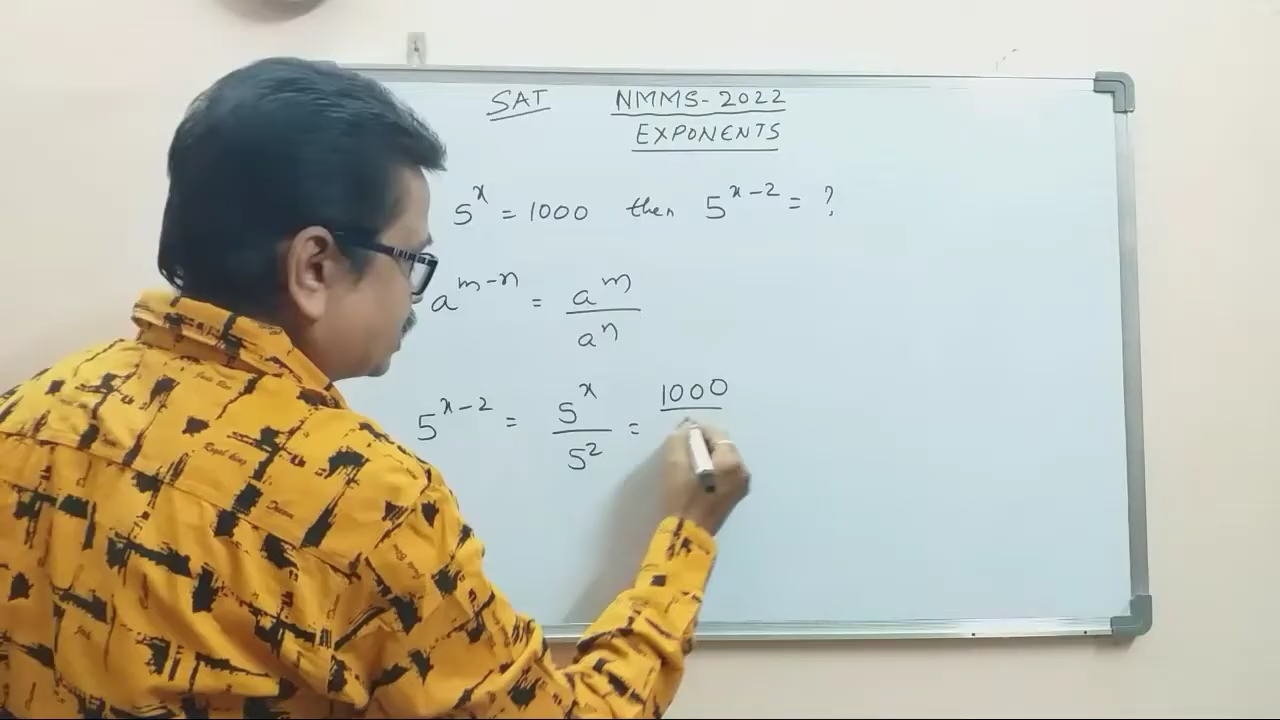 SAT NMMS-2022
EXPONENTS
5^x = 1000 then 5^{x-2} = ?
a^{m-n} = a^m / a^n
5^{x-2} = 5^x / 5^2 = 1000